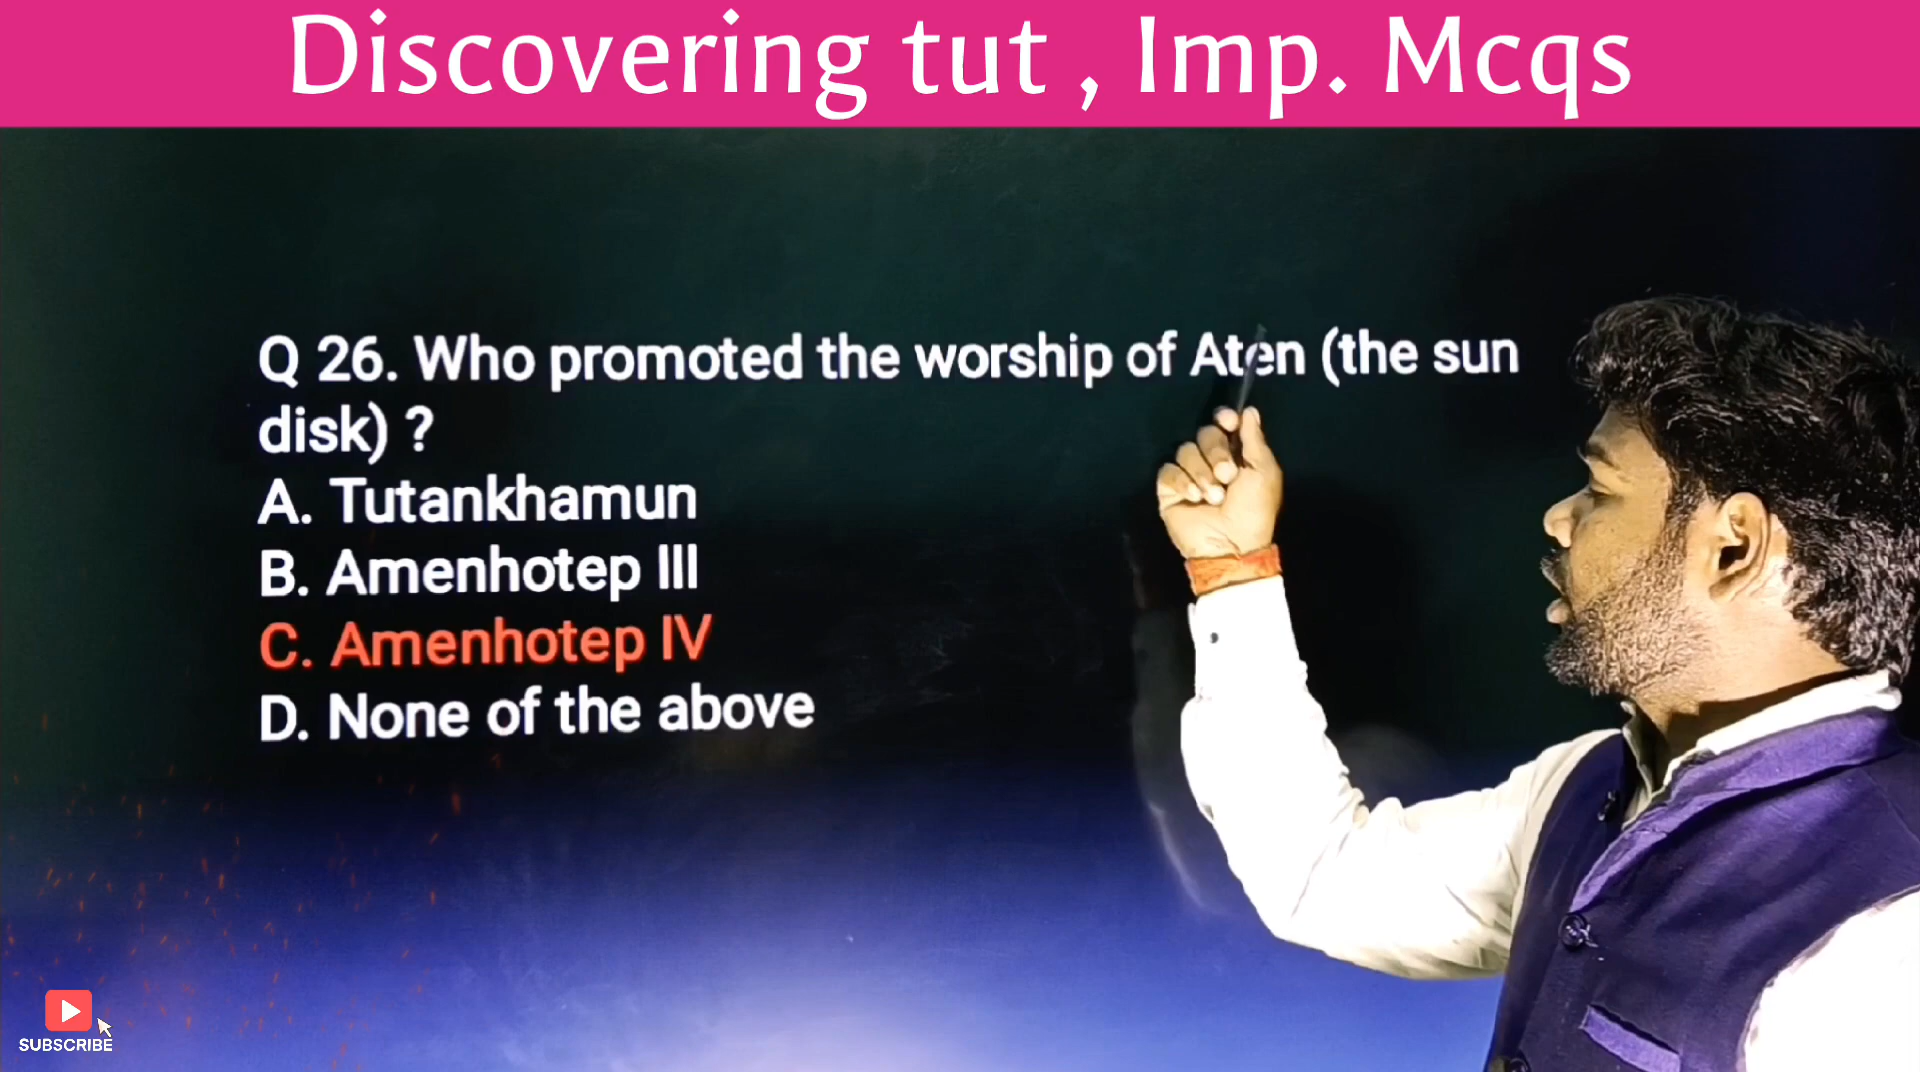 Discovering tut , Imp. Mcqs
Q 26. Who promoted the worship of Aten (the sun
disk) ?
A. Tutankhamun
B. Amenhotep III
C. Amenhotep IV
D. None of the above
SUBSCRIBE